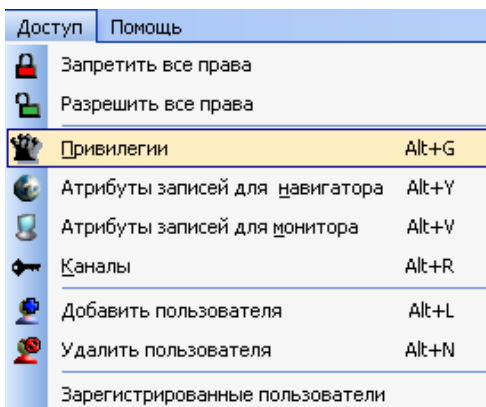 Доступ Помощь
Запретить все права
Разрешить все права
Привилегии Alt+G
Атрибуты записей для навигатора Alt+Y
Атрибуты записей для монитора Alt+V
Каналы Alt+R
Добавить пользователя Alt+L
Удалить пользователя Alt+N
Зарегистрированные пользователи